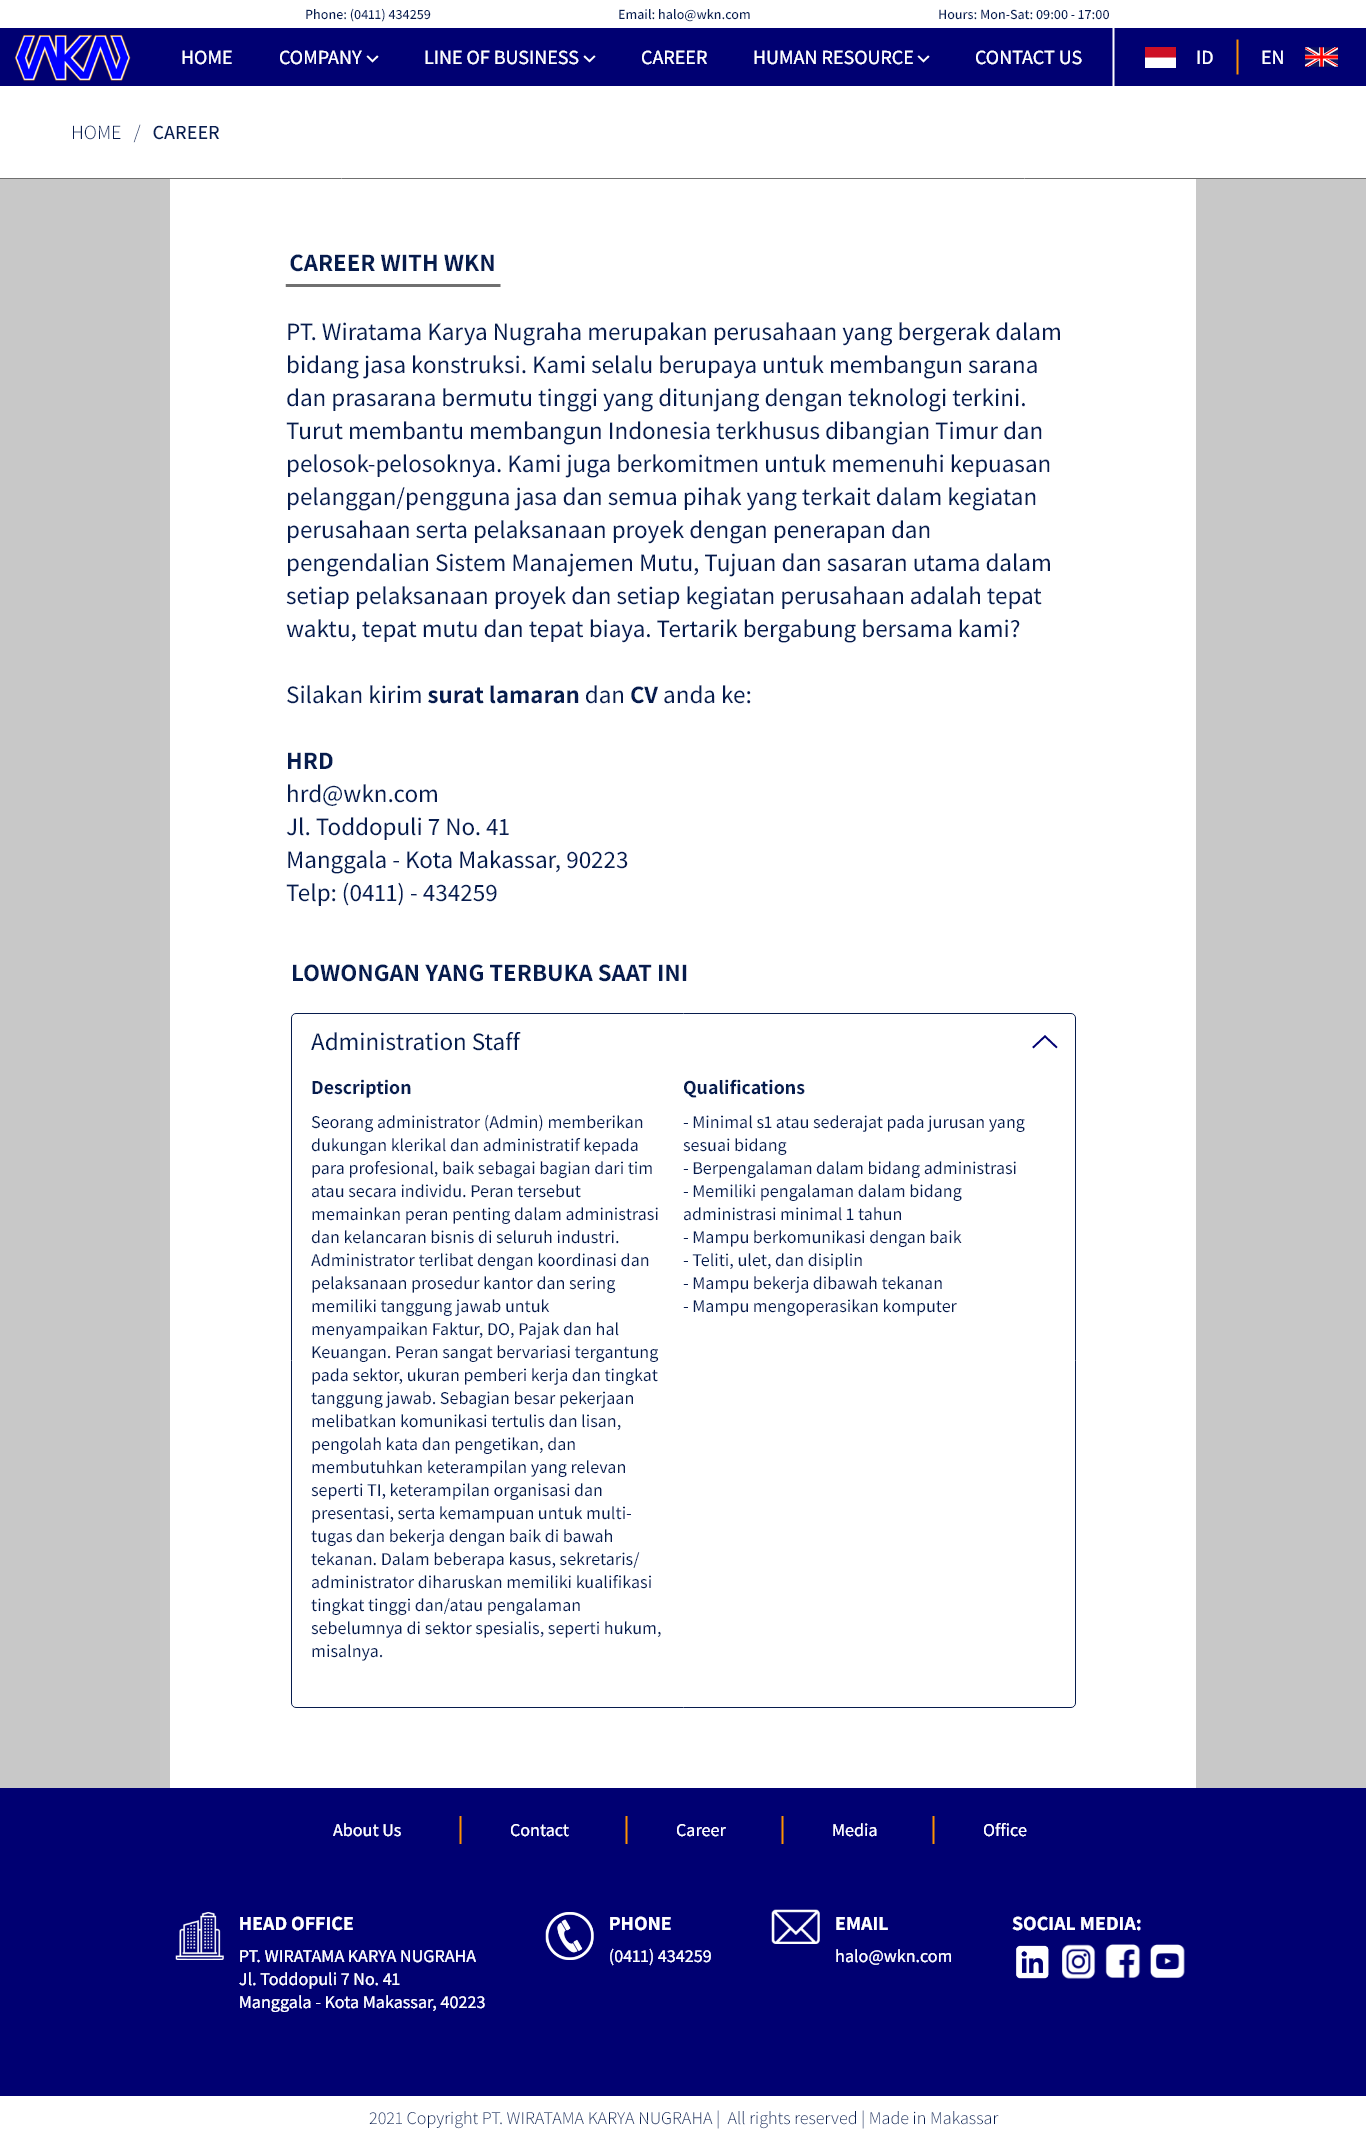 Phone: (0411) 434259 Email: halo@wkn.com Hours: Mon-Sat: 09:00 - 17:00
WKN HOME COMPANY LINE OF BUSINESS CAREER HUMAN RESOURCE CONTACT US ID EN
HOME / CAREER
CAREER WITH WKN
PT. Wiratama Karya Nugraha merupakan perusahaan yang bergerak dalam
bidang jasa konstruksi. Kami selalu berupaya untuk membangun sarana
dan prasarana bermutu tinggi yang ditunjang dengan teknologi terkini.
Turut membantu membangun Indonesia terkhusus dibangian Timur dan
pelosok-pelosoknya. Kami juga berkomitmen untuk memenuhi kepuasan
pelanggan/pengguna jasa dan semua pihak yang terkait dalam kegiatan
perusahaan serta pelaksanaan proyek dengan penerapan dan
pengendalian Sistem Manajemen Mutu, Tujuan dan sasaran utama dalam
setiap pelaksanaan proyek dan setiap kegiatan perusahaan adalah tepat
waktu, tepat mutu dan tepat biaya. Tertarik bergabung bersama kami?
Silakan kirim surat lamaran dan CV anda ke:
HRD
hrd@wkn.com
Jl. Toddopuli 7 No. 41
Manggala - Kota Makassar, 90223
Telp: (0411) - 434259
LOWONGAN YANG TERBUKA SAAT INI
Administration Staff
Description
Seorang administrator (Admin) memberikan
dukungan klerikal dan administratif kepada
para profesional, baik sebagai bagian dari tim
atau secara individu. Peran tersebut
memainkan peran penting dalam administrasi
dan kelancaran bisnis di seluruh industri.
Administrator terlibat dengan koordinasi dan
pelaksanaan prosedur kantor dan sering
memiliki tanggung jawab untuk
menyampaikan Faktur, DO, Pajak dan hal
Keuangan. Peran sangat bervariasi tergantung
pada sektor, ukuran pemberi kerja dan tingkat
tanggung jawab. Sebagian besar pekerjaan
melibatkan komunikasi tertulis dan lisan,
pengolah kata dan pengetikan, dan
membutuhkan keterampilan yang relevan
seperti TI, keterampilan organisasi dan
presentasi, serta kemampuan untuk multi-
tugas dan bekerja dengan baik di bawah
tekanan. Dalam beberapa kasus, sekretaris/
administrator diharuskan memiliki kualifikasi
tingkat tinggi dan/atau pengalaman
sebelumnya di sektor spesialis, seperti hukum,
misalnya.
Qualifications
- Minimal s1 atau sederajat pada jurusan yang
sesuai bidang
- Berpengalaman dalam bidang administrasi
- Memiliki pengalaman dalam bidang
administrasi minimal 1 tahun
- Mampu berkomunikasi dengan baik
- Teliti, ulet, dan disiplin
- Mampu bekerja dibawah tekanan
- Mampu mengoperasikan komputer
About Us Contact Career Media Office
HEAD OFFICE
PT. WIRATAMA KARYA NUGRAHA
Jl. Toddopuli 7 No. 41
Manggala - Kota Makassar, 40223
PHONE
(0411) 434259
EMAIL
halo@wkn.com
SOCIAL MEDIA:
2021 Copyright PT. WIRATAMA KARYA NUGRAHA | All rights reserved | Made in Makassar